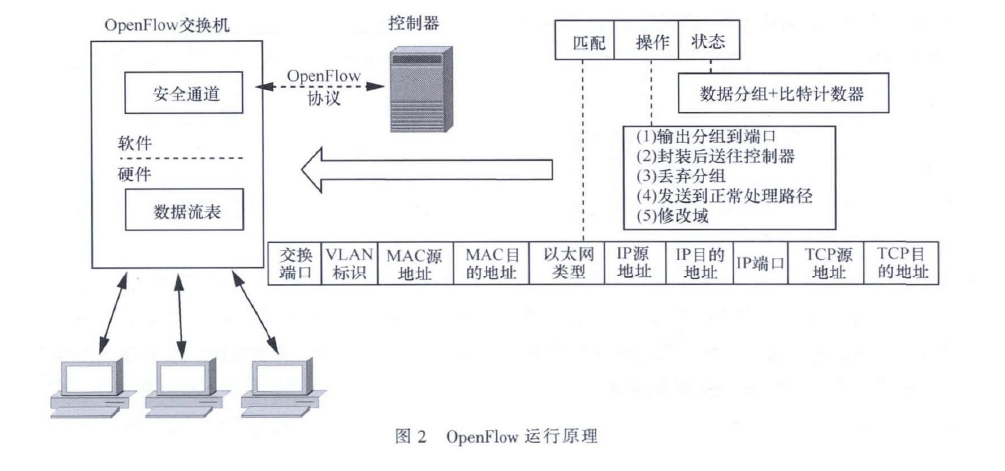 OpenFlow交换机
控制器
安全通道
OpenFlow
协议
软件
硬件
数据流表
匹配 操作 状态
数据分组+比特计数器
(1)输出分组到端口
(2)封装后送往控制器
(3)丢弃分组
(4)发送到正常处理路径
(5)修改域
交换
端口
VLAN
标识
MAC源
地址
MAC目
的地址
以太网
类型
IP源
地址
IP目的
地址
IP端口
TCP源
地址
TCP目
的地址
图 2 OpenFlow 运行原理